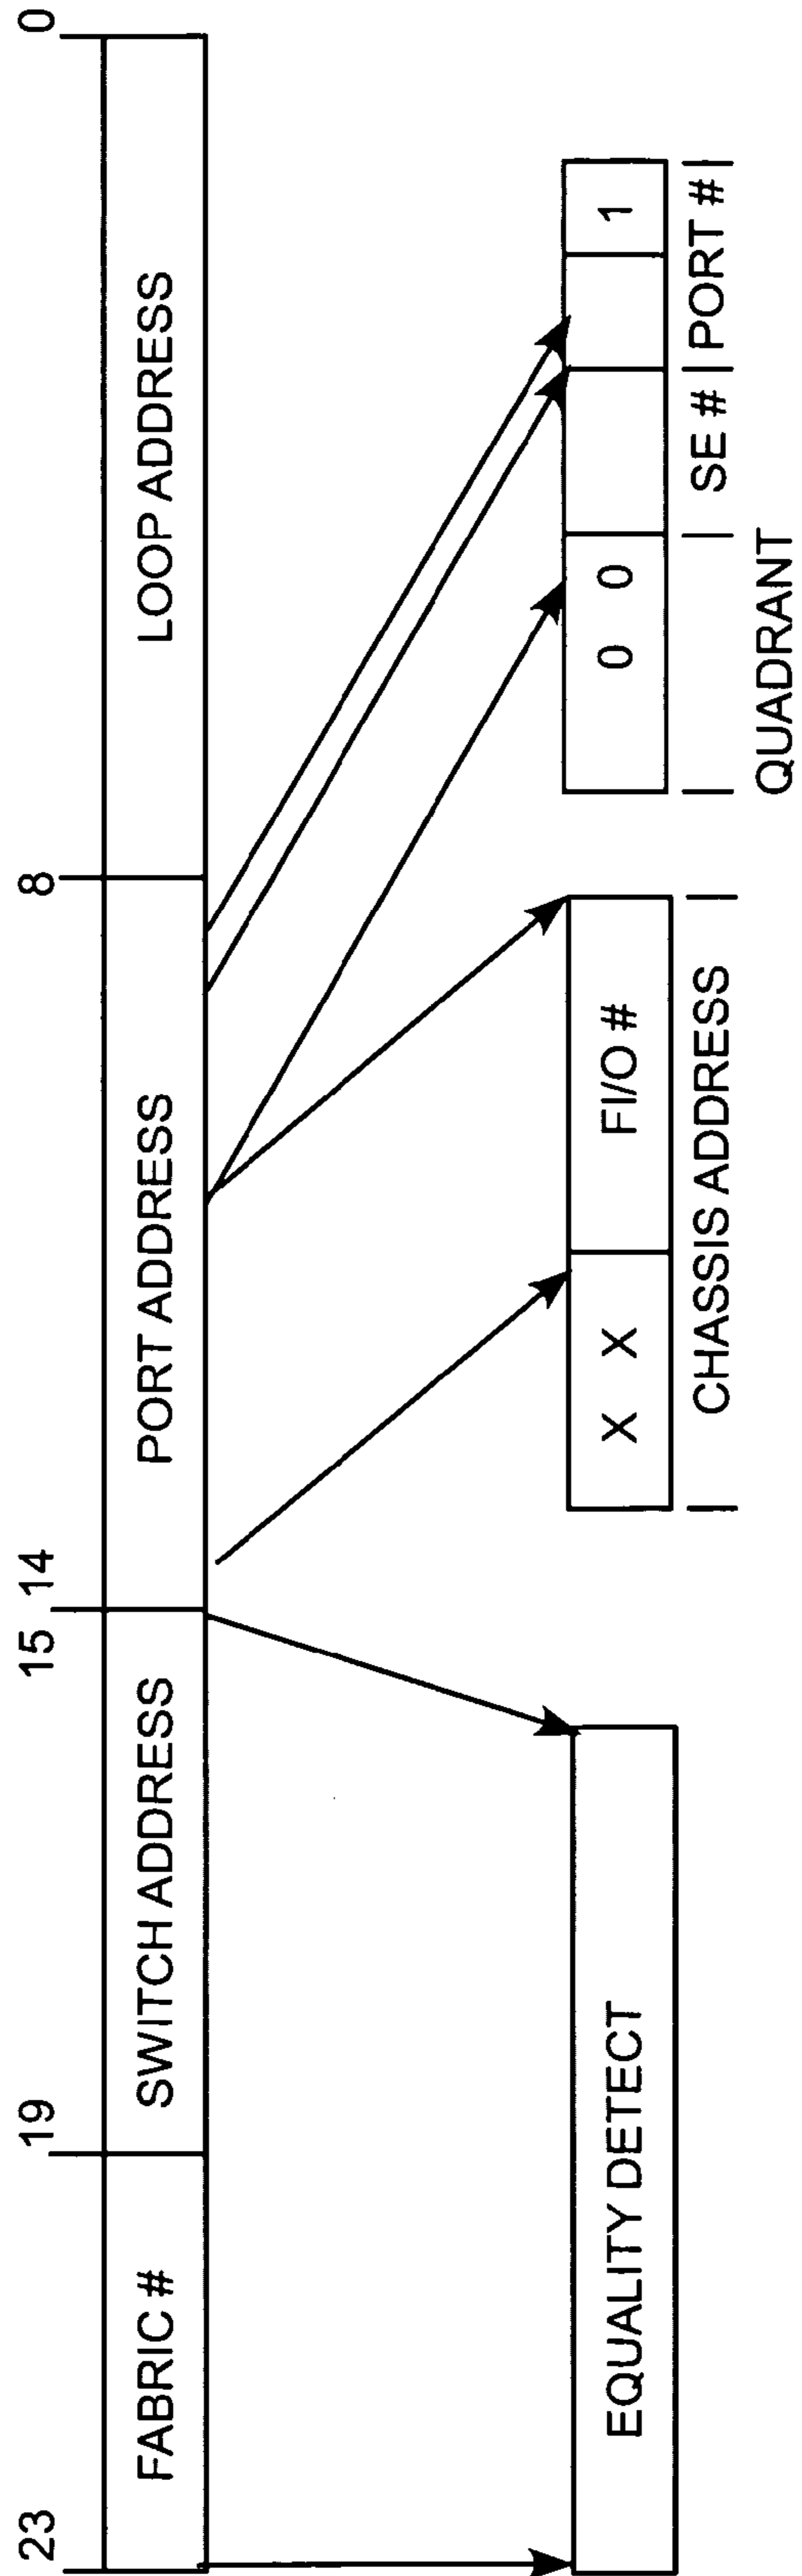 23 19 15 14 8 0
FABRIC # SWITCH ADDRESS PORT ADDRESS LOOP ADDRESS
EQUALITY DETECT X X FI/O # 0 0 1
CHASSIS ADDRESS SE # PORT #
QUADRANT